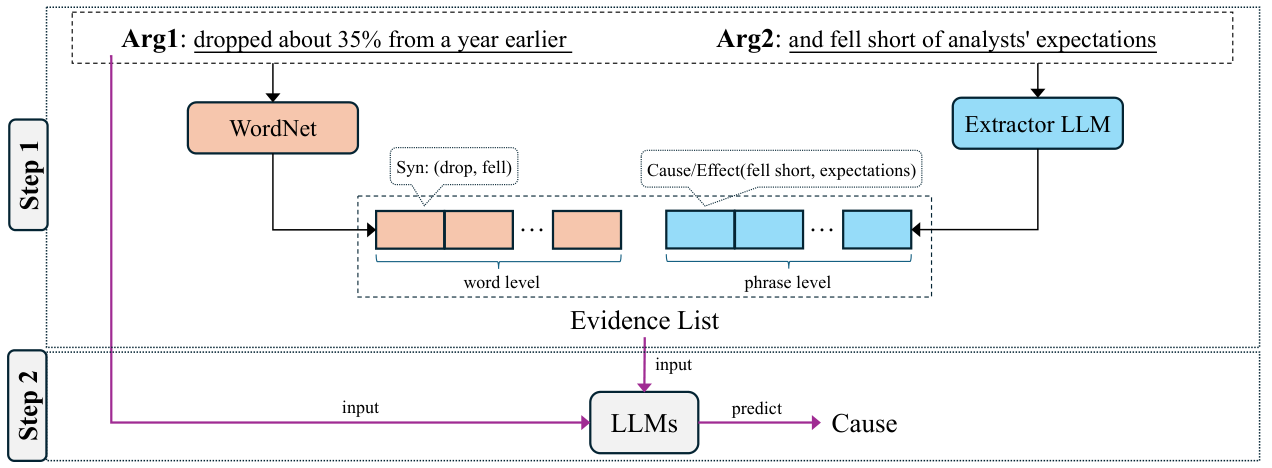 Arg1: dropped about 35% from a year earlier
Arg2: and fell short of analysts' expectations
WordNet
Extractor LLM
Step 1
Syn: (drop, fell)
Cause/Effect(fell short, expectations)
...
...
word level
phrase level
Evidence List
input
Step 2
input
LLMs
predict
Cause